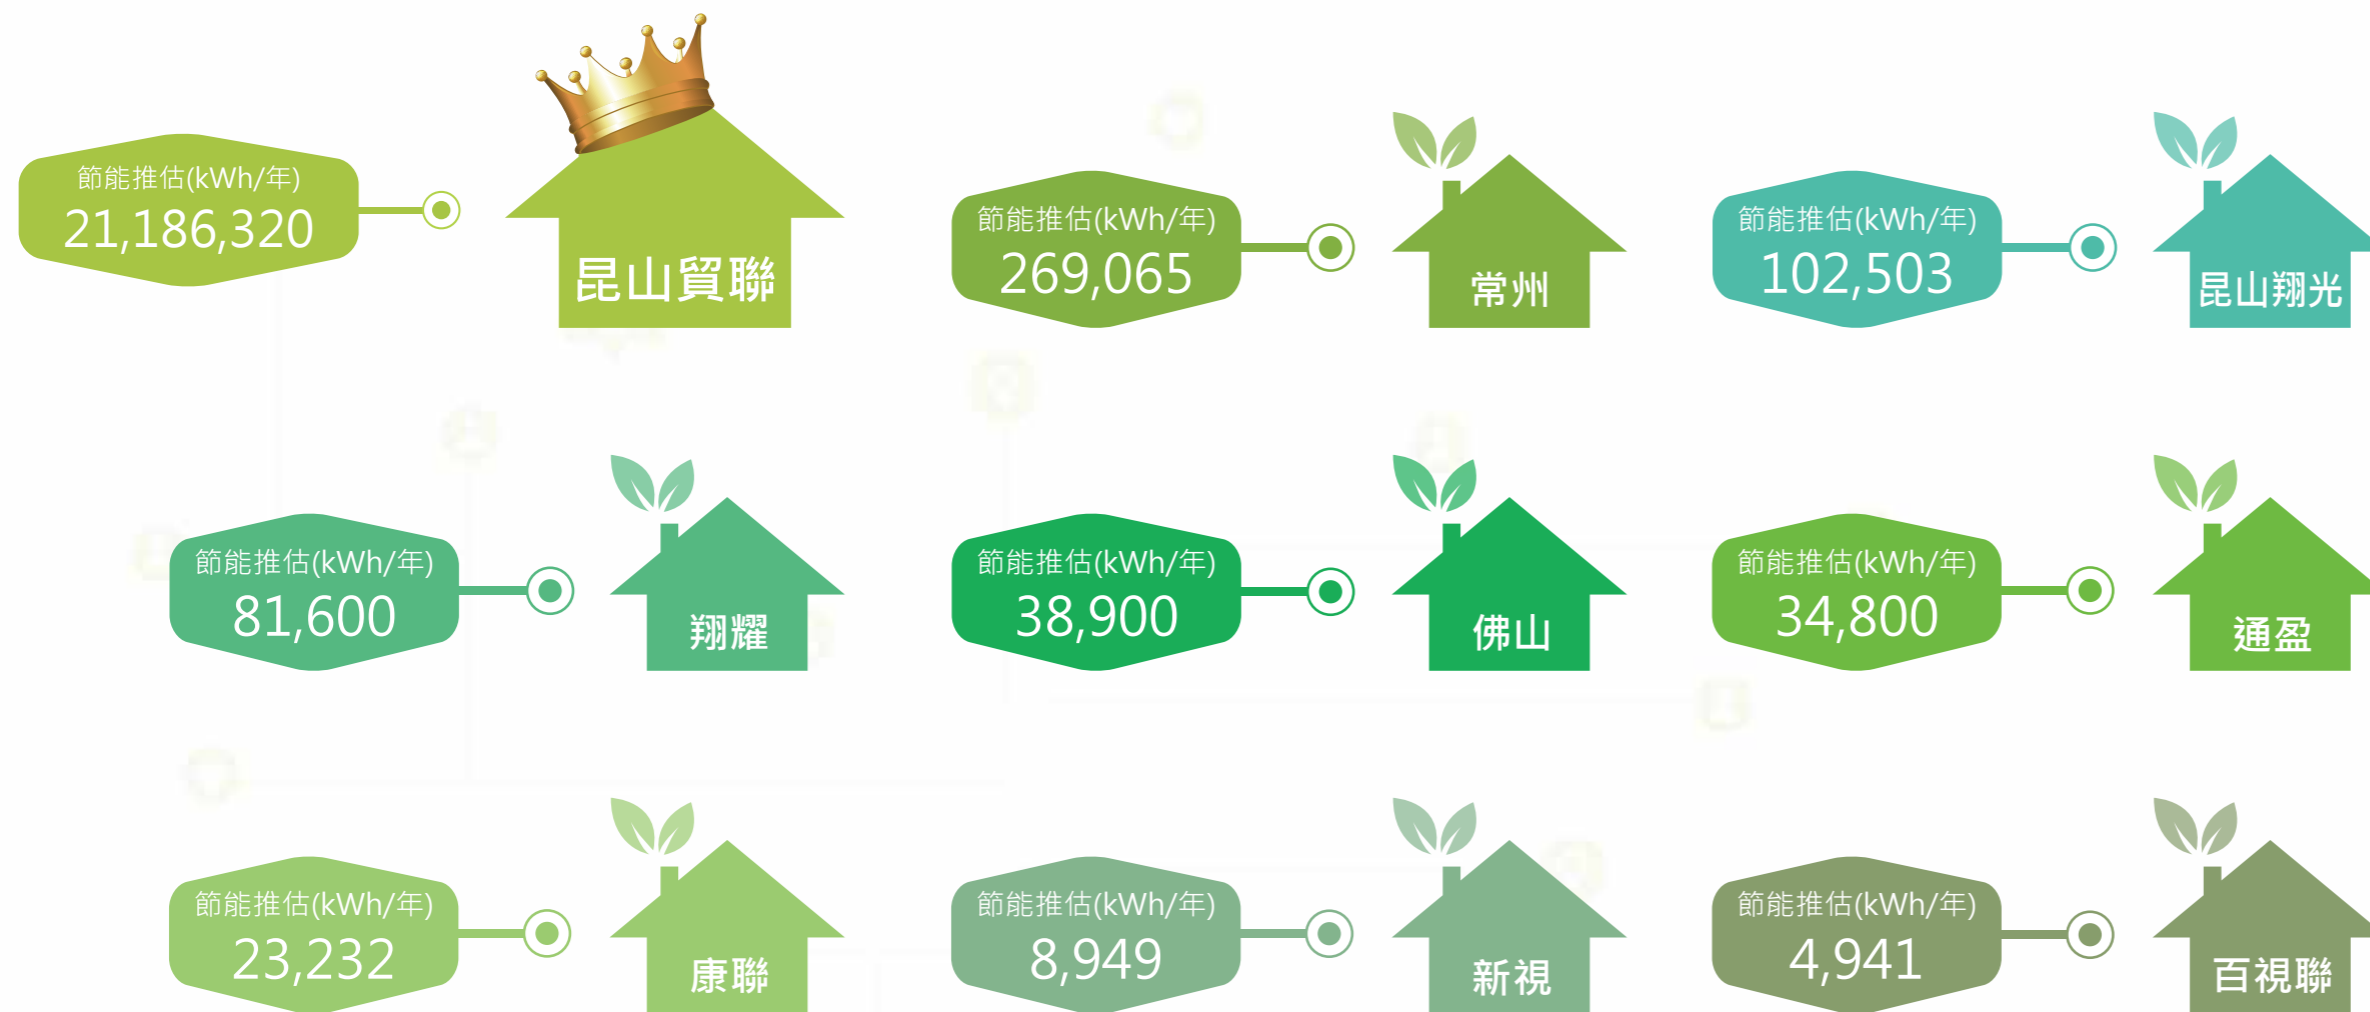 節能推估(kWh/年)
21,186,320
昆山貿聯
節能推估(kWh/年)
269,065
常州
節能推估(kWh/年)
102,503
昆山翔光
節能推估(kWh/年)
81,600
翔耀
節能推估(kWh/年)
38,900
佛山
節能推估(kWh/年)
34,800
通盈
節能推估(kWh/年)
23,232
康聯
節能推估(kWh/年)
8,949
新視
節能推估(kWh/年)
4,941
百視聯